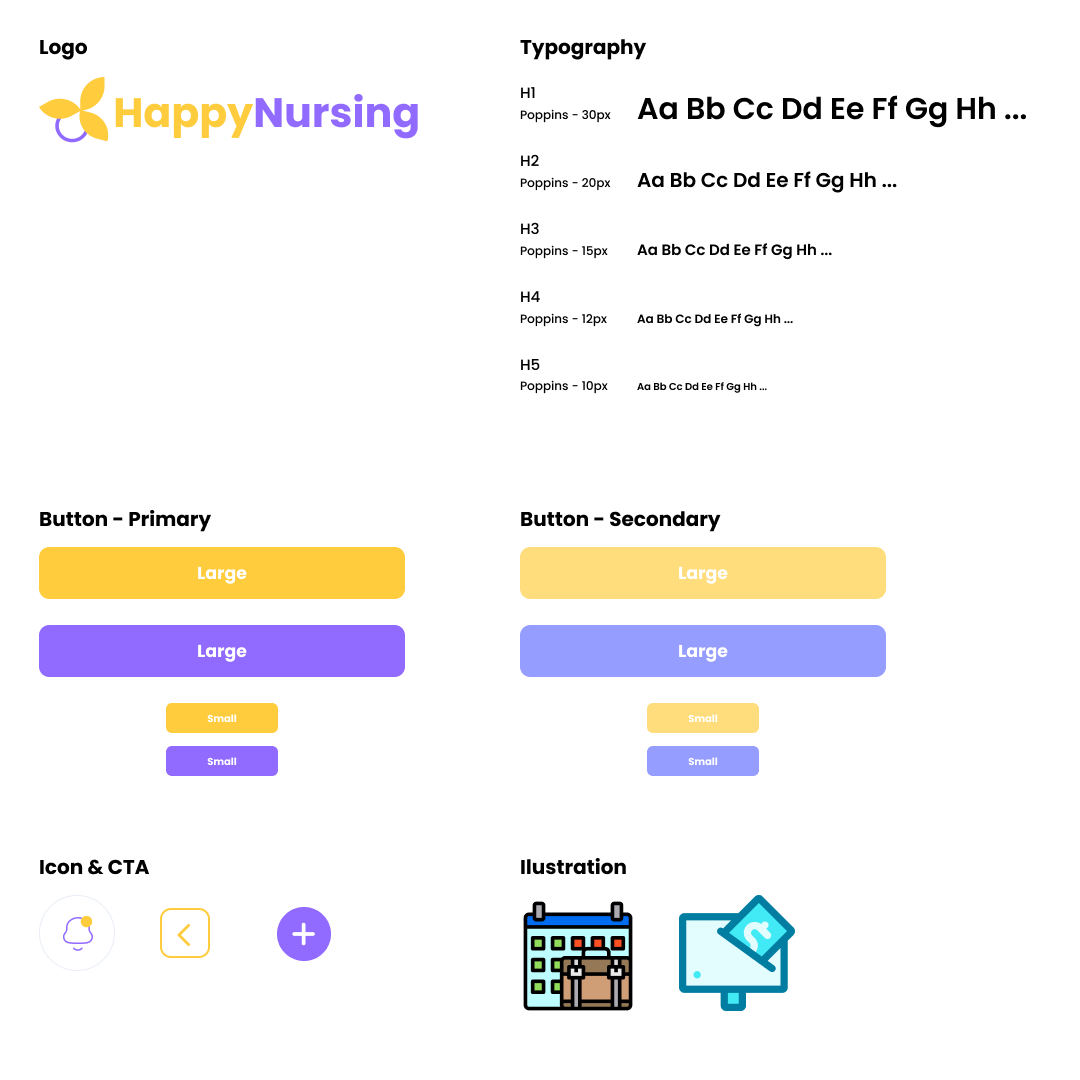 Logo
HappyNursing
Typography
H1
Poppins - 30px
Aa Bb Cc Dd Ee Ff Gg Hh ...
H2
Poppins - 20px
Aa Bb Cc Dd Ee Ff Gg Hh ...
H3
Poppins - 15px
Aa Bb Cc Dd Ee Ff Gg Hh ...
H4
Poppins - 12px
Aa Bb Cc Dd Ee Ff Gg Hh ...
H5
Poppins - 10px
Aa Bb Cc Dd Ee Ff Gg Hh ...
Button - Primary
Large
Large
Small
Small
Button - Secondary
Large
Large
Small
Small
Icon & CTA
Ilustration